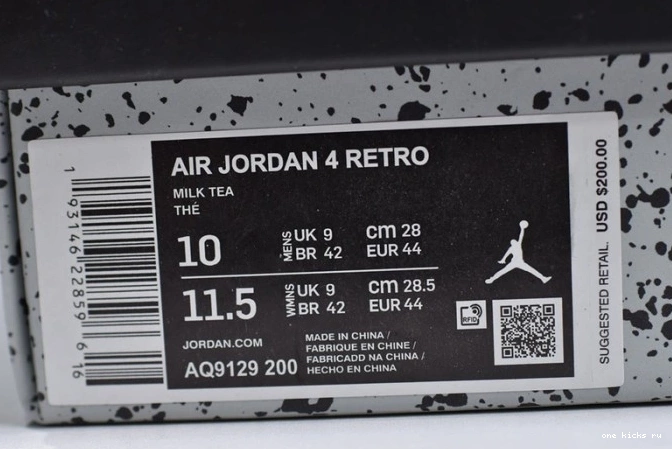 AIR JORDAN 4 RETRO
MILK TEA
THÉ
10 MENS UK 9 cm 28
BR 42 EUR 44
11.5 WMNS UK 9 cm 28.5
BR 42 EUR 44
JORDAN.COM
AQ9129 200
MADE IN CHINA /
FABRIQUE EN CHINE /
FABRICADD NA CHINA /
HECHO EN CHINA
RFID
SUGGESTED RETAIL. USD $200.00
1 93146 22859 6 16
one kicks ru